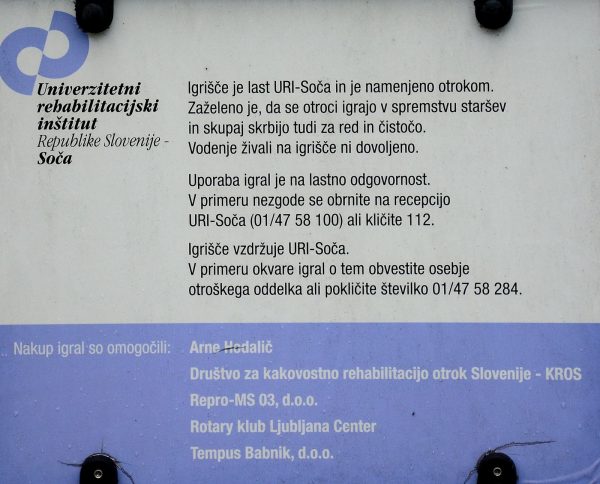 Univerzitetni
rehabilitacijski
inštitut
Republike Slovenije -
Soča
Igrišče je last URI-Soča in je namenjeno otrokom.
Zaželeno je, da se otroci igrajo v spremstvu staršev
in skupaj skrbijo tudi za red in čistočo.
Vodenje živali na igrišče ni dovoljeno.
Uporaba igral je na lastno odgovornost.
V primeru nezgode se obrnite na recepcijo
URI-Soča (01/47 58 100) ali kličite 112.
Igrišče vzdržuje URI-Soča.
V primeru okvare igral o tem obvestite osebje
otroškega oddelka ali pokličite številko 01/47 58 284.
Nakup igral so omogočili:
Arne Hodalič
Društvo za kakovostno rehabilitacijo otrok Slovenije - KROS
Repro-MS 03, d.o.o.
Rotary klub Ljubljana Center
Tempus Babnik, d.o.o.